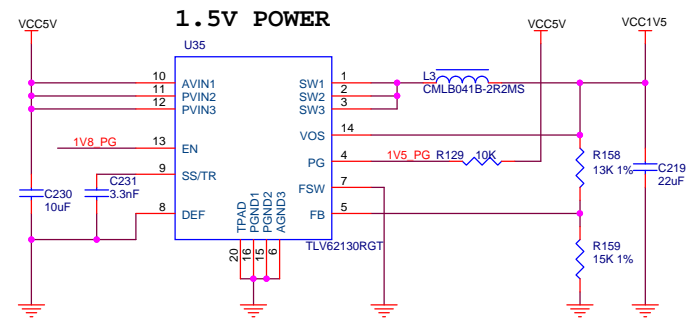 1.5V POWER
VCC5V
VCC5V
VCC1V5
U35
10 AVIN1
11 PVIN2
12 PVIN3
1V8_PG 13 EN
9 SS/TR
8 DEF
SW1 1
SW2 2
SW3 3
VOS 14
PG 4
FSW 7
FB 5
TPAD PGND1 PGND2 AGND3
20 16 15 6
TLV62130RGT
L3
CMLB041B-2R2MS
1V5_PG R129 10K
C230
10uF
C231
3.3nF
R158
13K 1%
C219
22uF
R159
15K 1%